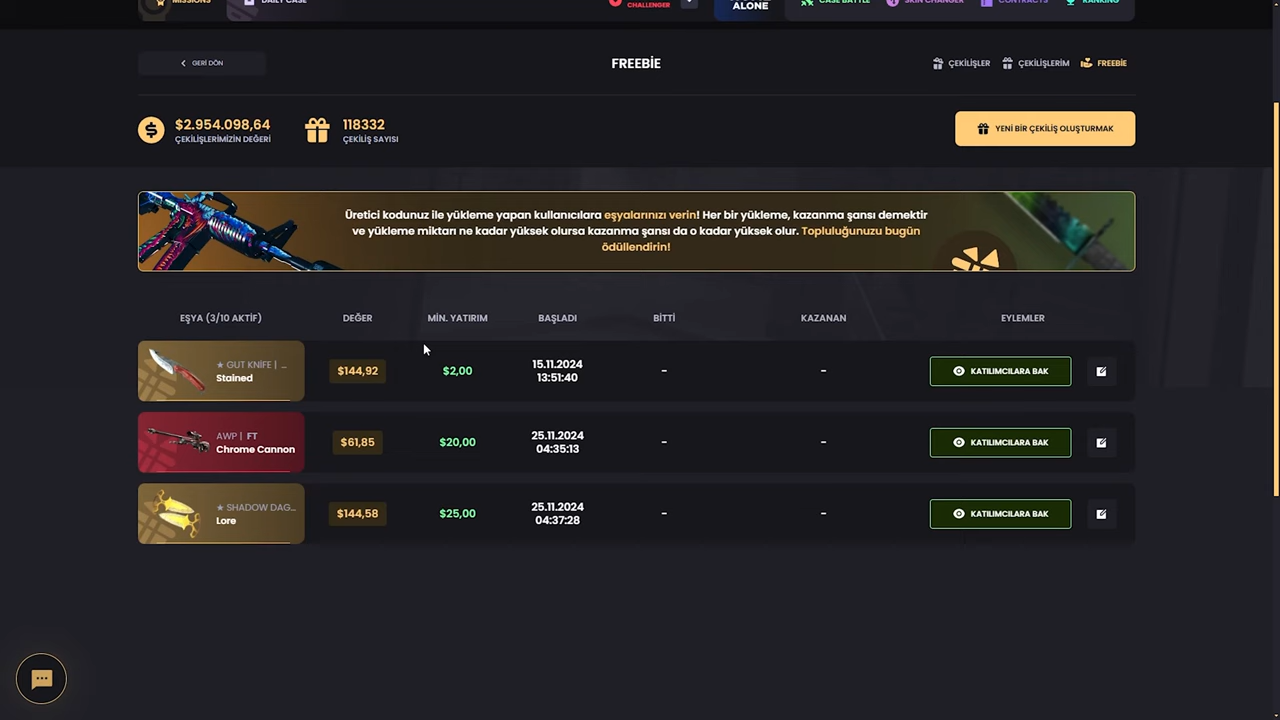 MISSIONS
DAILY CASE
CHALLENGER
ALONE
CASE BATTLE
SKIN CHANGER
CONTRACTS
RANKING
GERİ DÖN
FREEBİE
ÇEKİLİŞLER
ÇEKİLİŞLERİM
FREEBIE
$2.954.098,64
ÇEKİLİŞLERİMİZİN DEĞERİ
118332
ÇEKİLİŞ SAYISI
YENİ BİR ÇEKİLİŞ OLUŞTURMAK
Üretici kodunuz ile yükleme yapan kullanıcılara eşyalarınızı verin! Her bir yükleme, kazanma şansı demektir
ve yükleme miktarı ne kadar yüksek olursa kazanma şansı da o kadar yüksek olur. Topluluğunuzu bugün
ödüllendirin!
EŞYA (3/10 AKTİF)
DEĞER
MİN. YATIRIM
BAŞLADI
BİTTİ
KAZANAN
EYLEMLER
★ GUT KNIFE | ...
Stained
$144,92
$2,00
15.11.2024
13:51:40
-
-
KATILIMCILARA BAK
AWP | FT
Chrome Cannon
$61,85
$20,00
25.11.2024
04:35:13
-
-
KATILIMCILARA BAK
★ SHADOW DAG...
Lore
$144,58
$25,00
25.11.2024
04:37:28
-
-
KATILIMCILARA BAK